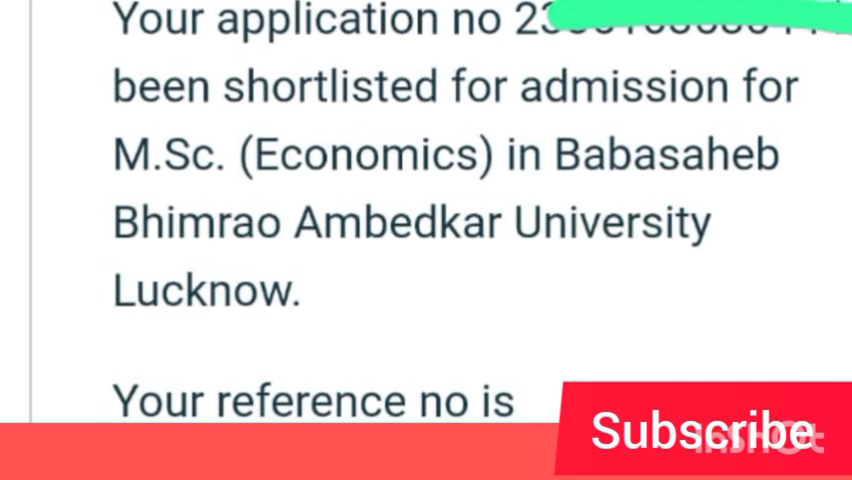 Your application no
been shortlisted for admission for
M.Sc. (Economics) in Babasaheb
Bhimrao Ambedkar University
Lucknow.
Your reference no is
Subscribe
InShOt